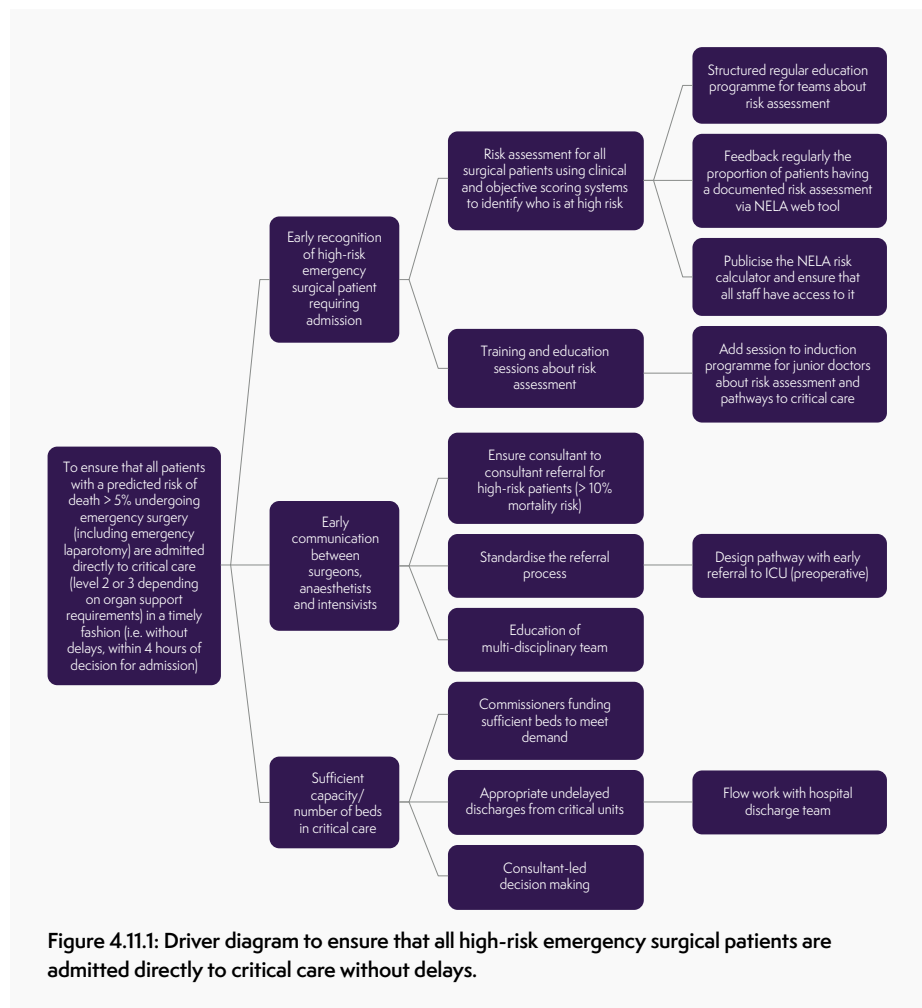 To ensure that all patients
with a predicted risk of
death > 5% undergoing
emergency surgery
(including emergency
laparotomy) are admitted
directly to critical care
(level 2 or 3 depending
on organ support
requirements) in a timely
fashion (i.e. without
delays, within 4 hours of
decision for admission)
Early recognition
of high-risk
emergency
surgical patient
requiring
admission
Risk assessment for all
surgical patients using clinical
and objective scoring systems
to identify who is at high risk
Structured regular education
programme for teams about
risk assessment
Feedback regularly the
proportion of patients having
a documented risk assessment
via NELA web tool
Publicise the NELA risk
calculator and ensure that
all staff have access to it
Training and education
sessions about risk
assessment
Add session to induction
programme for junior doctors
about risk assessment and
pathways to critical care
Early
communication
between
surgeons,
anaesthetists
and intensivists
Ensure consultant to
consultant referral for
high-risk patients (> 10%
mortality risk)
Standardise the referral
process
Design pathway with early
referral to ICU (preoperative)
Education of
multi-disciplinary team
Sufficient
capacity/
number of beds
in critical care
Commissioners funding
sufficient beds to meet
demand
Appropriate undelayed
discharges from critical units
Flow work with hospital
discharge team
Consultant-led
decision making
Figure 4.11.1: Driver diagram to ensure that all high-risk emergency surgical patients are
admitted directly to critical care without delays.